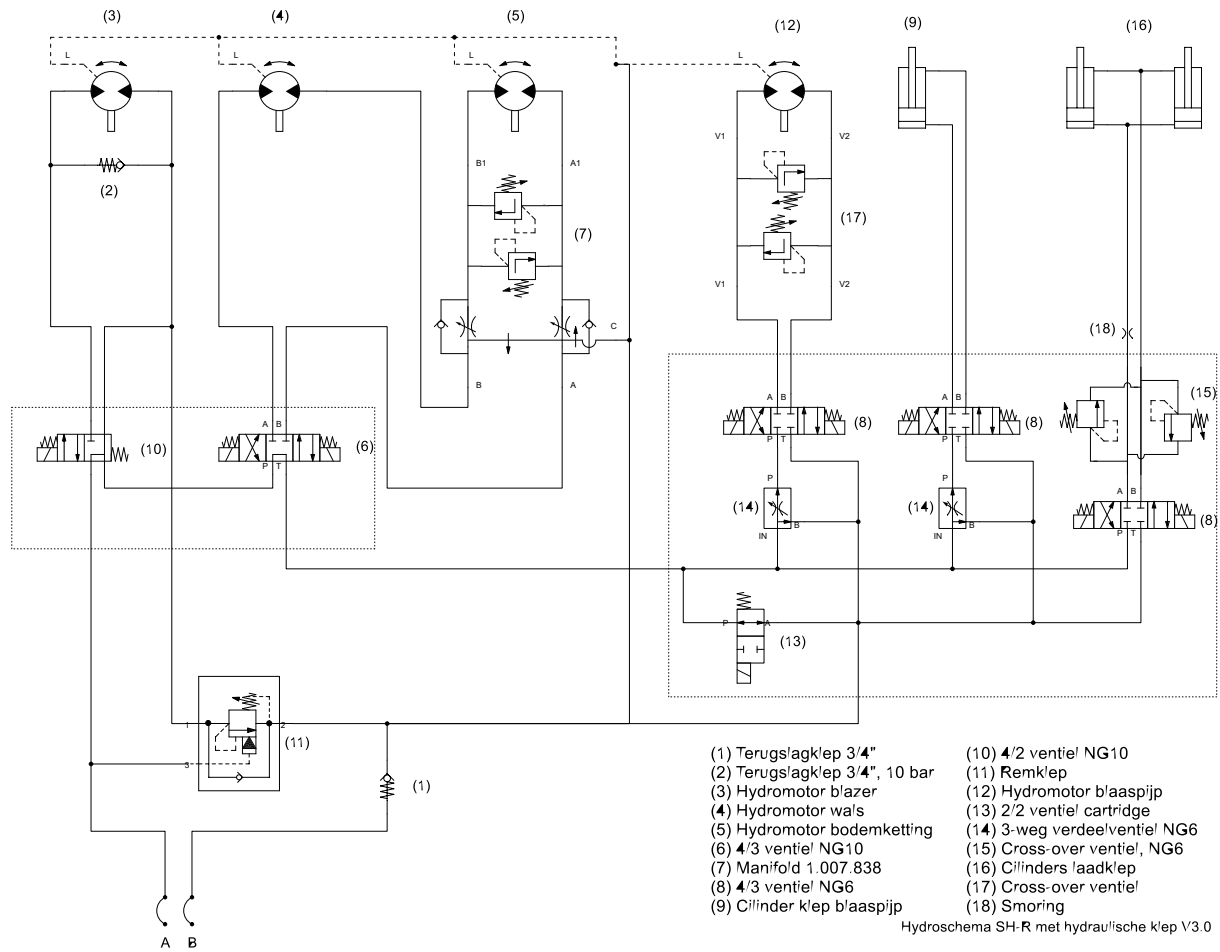 (3) (4) (5) (12) (9) (16)
L L L L
V1 V2
B1 A1
(2)
(17)
(7)
V1 V2
C
(18)
B A
(15)
A B A B
(8) (8)
A B
P T P T
(10) (6)
P T
P P
A B
(14) (14)
B B
(8)
IN IN
P T
P A
(13)
1 2
(11)
3
(1)
A B
(1) Terugslagklep 3/4"
(2) Terugslagklep 3/4", 10 bar
(3) Hydromotor blazer
(4) Hydromotor wals
(5) Hydromotor bodemketting
(6) 4/3 ventiel NG10
(7) Manifold 1.007.838
(8) 4/3 ventiel NG6
(9) Cilinder klep blaaspijp
(10) 4/2 ventiel NG10
(11) Remklep
(12) Hydromotor blaaspijp
(13) 2/2 ventiel cartridge
(14) 3-weg verdeelventiel NG6
(15) Cross-over ventiel, NG6
(16) Cilinders laadklep
(17) Cross-over ventiel
(18) Smoring
Hydroschema SH-R met hydraulische klep V3.0